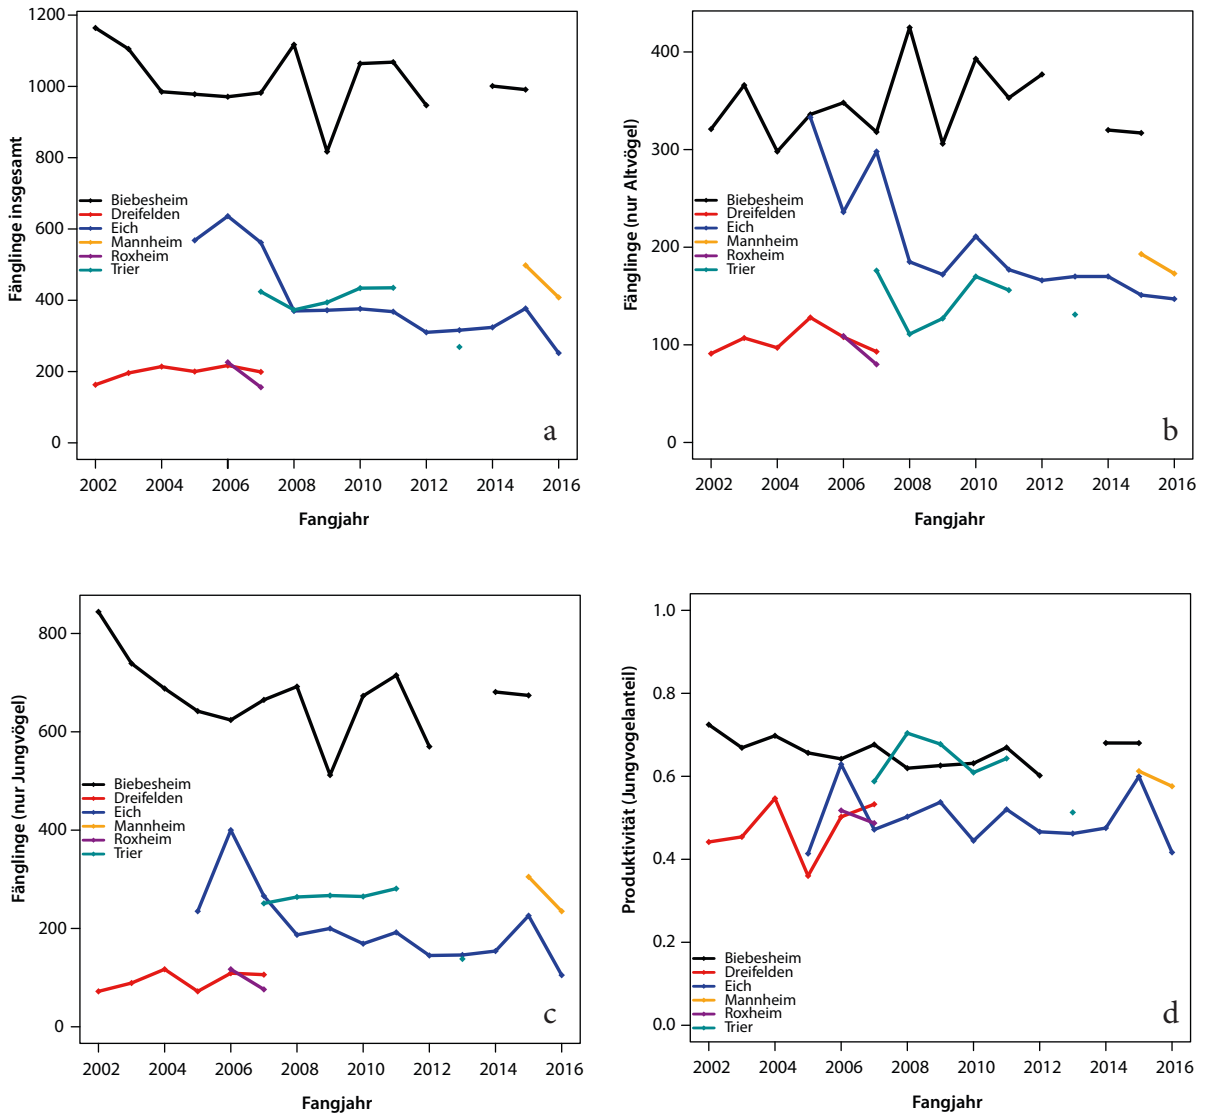 Fänglinge insgesamt
1200
1000
800
600
400
200
0
Biebesheim
Dreifelden
Eich
Mannheim
Roxheim
Trier
a
2002 2004 2006 2008 2010 2012 2014 2016
Fangjahr
Fänglinge (nur Altvögel)
400
300
200
100
0
Biebesheim
Dreifelden
Eich
Mannheim
Roxheim
Trier
b
2002 2004 2006 2008 2010 2012 2014 2016
Fangjahr
Fänglinge (nur Jungvögel)
800
600
400
200
0
Biebesheim
Dreifelden
Eich
Mannheim
Roxheim
Trier
c
2002 2004 2006 2008 2010 2012 2014 2016
Fangjahr
Produktivität (Jungvogelanteil)
1.0
0.8
0.6
0.4
0.2
0.0
Biebesheim
Dreifelden
Eich
Mannheim
Roxheim
Trier
d
2002 2004 2006 2008 2010 2012 2014 2016
Fangjahr